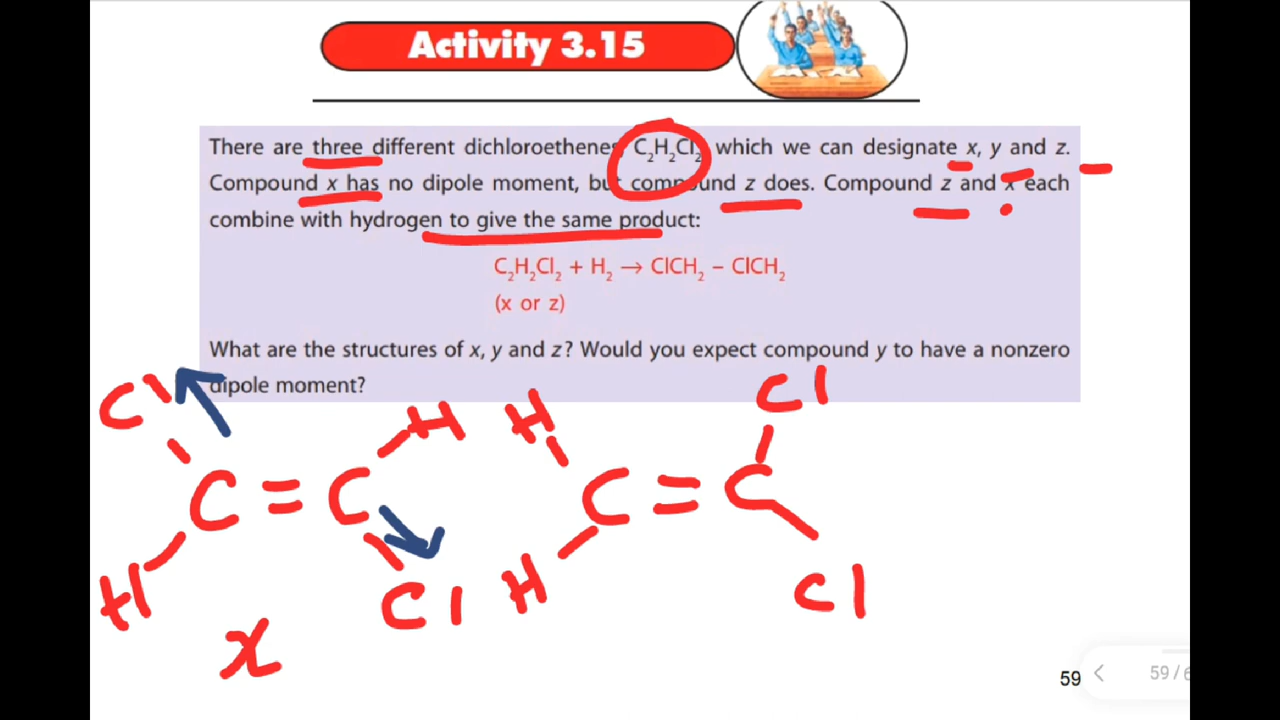 Activity 3.15
There are three different dichloroethenes C₂H₂Cl₂ which we can designate x, y and z.
Compound x has no dipole moment, but compound z does. Compound z and x each
combine with hydrogen to give the same product:
C₂H₂Cl₂ + H₂ → ClCH₂ – ClCH₂
(x or z)
What are the structures of x, y and z? Would you expect compound y to have a nonzero
dipole moment?
Cl H H Cl
C = C C = C
H Cl H Cl
x
59
59 / 6